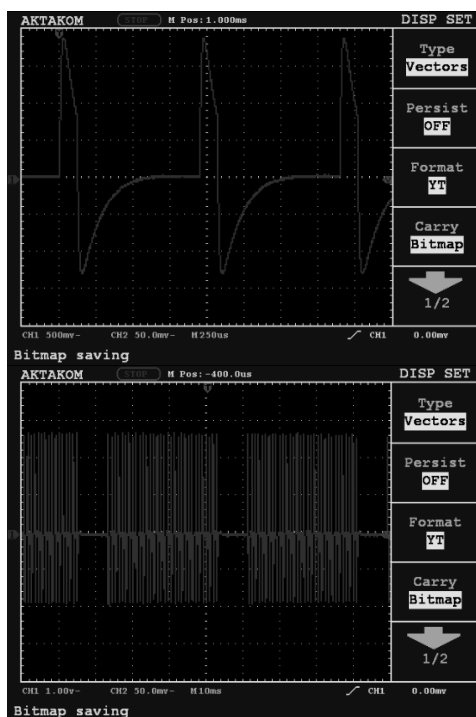 AKTAKOM STOP M Pos:1.000ms DISP SET
Type
Vectors
Persist
OFF
Format
YT
Carry
Bitmap
1/2
CH1 500mv- CH2 50.0mv- M250us CH1 0.00mv
Bitmap saving
AKTAKOM STOP M Pos:-400.0us DISP SET
Type
Vectors
Persist
OFF
Format
YT
Carry
Bitmap
1/2
CH1 1.00v- CH2 50.0mv- M10ms CH1 0.00mv
Bitmap saving